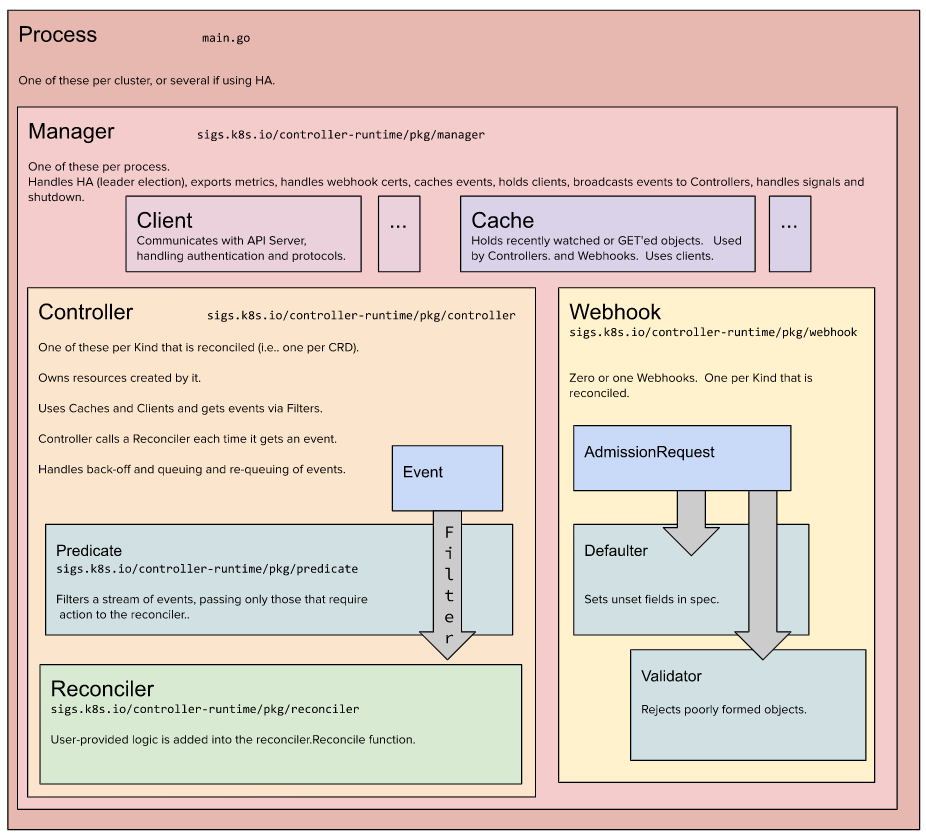 Process
main.go
One of these per cluster, or several if using HA.
Manager
sigs.k8s.io/controller-runtime/pkg/manager
One of these per process.
Handles HA (leader election), exports metrics, handles webhook certs, caches events, holds clients, broadcasts events to Controllers, handles signals and
shutdown.
Client
Communicates with API Server,
handling authentication and protocols.
...
Cache
Holds recently watched or GET'ed objects. Used
by Controllers. and Webhooks. Uses clients.
...
Controller
sigs.k8s.io/controller-runtime/pkg/controller
One of these per Kind that is reconciled (i.e.. one per CRD).
Owns resources created by it.
Uses Caches and Clients and gets events via Filters.
Controller calls a Reconciler each time it gets an event.
Handles back-off and queuing and re-queuing of events.
Event
Filter
Predicate
sigs.k8s.io/controller-runtime/pkg/predicate
Filters a stream of events, passing only those that require
action to the reconciler..
Reconciler
sigs.k8s.io/controller-runtime/pkg/reconciler
User-provided logic is added into the reconciler.Reconcile function.
Webhook
sigs.k8s.io/controller-runtime/pkg/webhook
Zero or one Webhooks. One per Kind that is
reconciled.
AdmissionRequest
Defaulter
Sets unset fields in spec.
Validator
Rejects poorly formed objects.